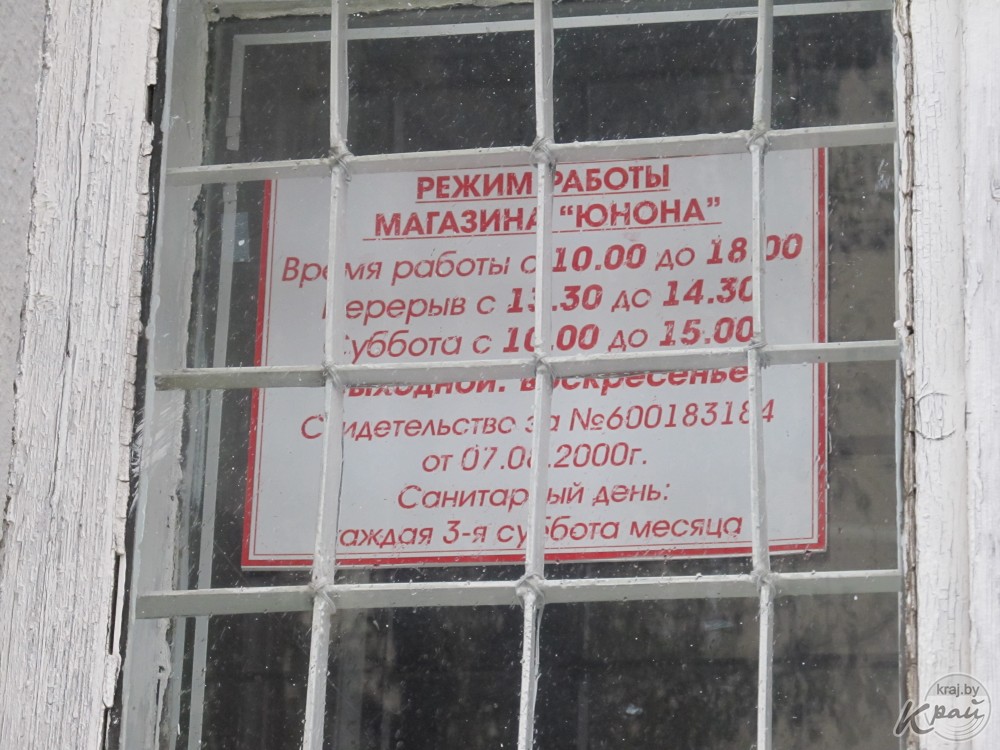 РЕЖИМ РАБОТЫ
МАГАЗИНА "ЮНОНА"
Время работы с 10.00 до 18.00
Перерыв с 13.30 до 14.30
Суббота с 10.00 до 15.00
Выходной: воскресенье
Свидетельство за №600183184
от 2000г.
Санитарный день:
каждая 3-я суббота месяца
kraj.by
Край